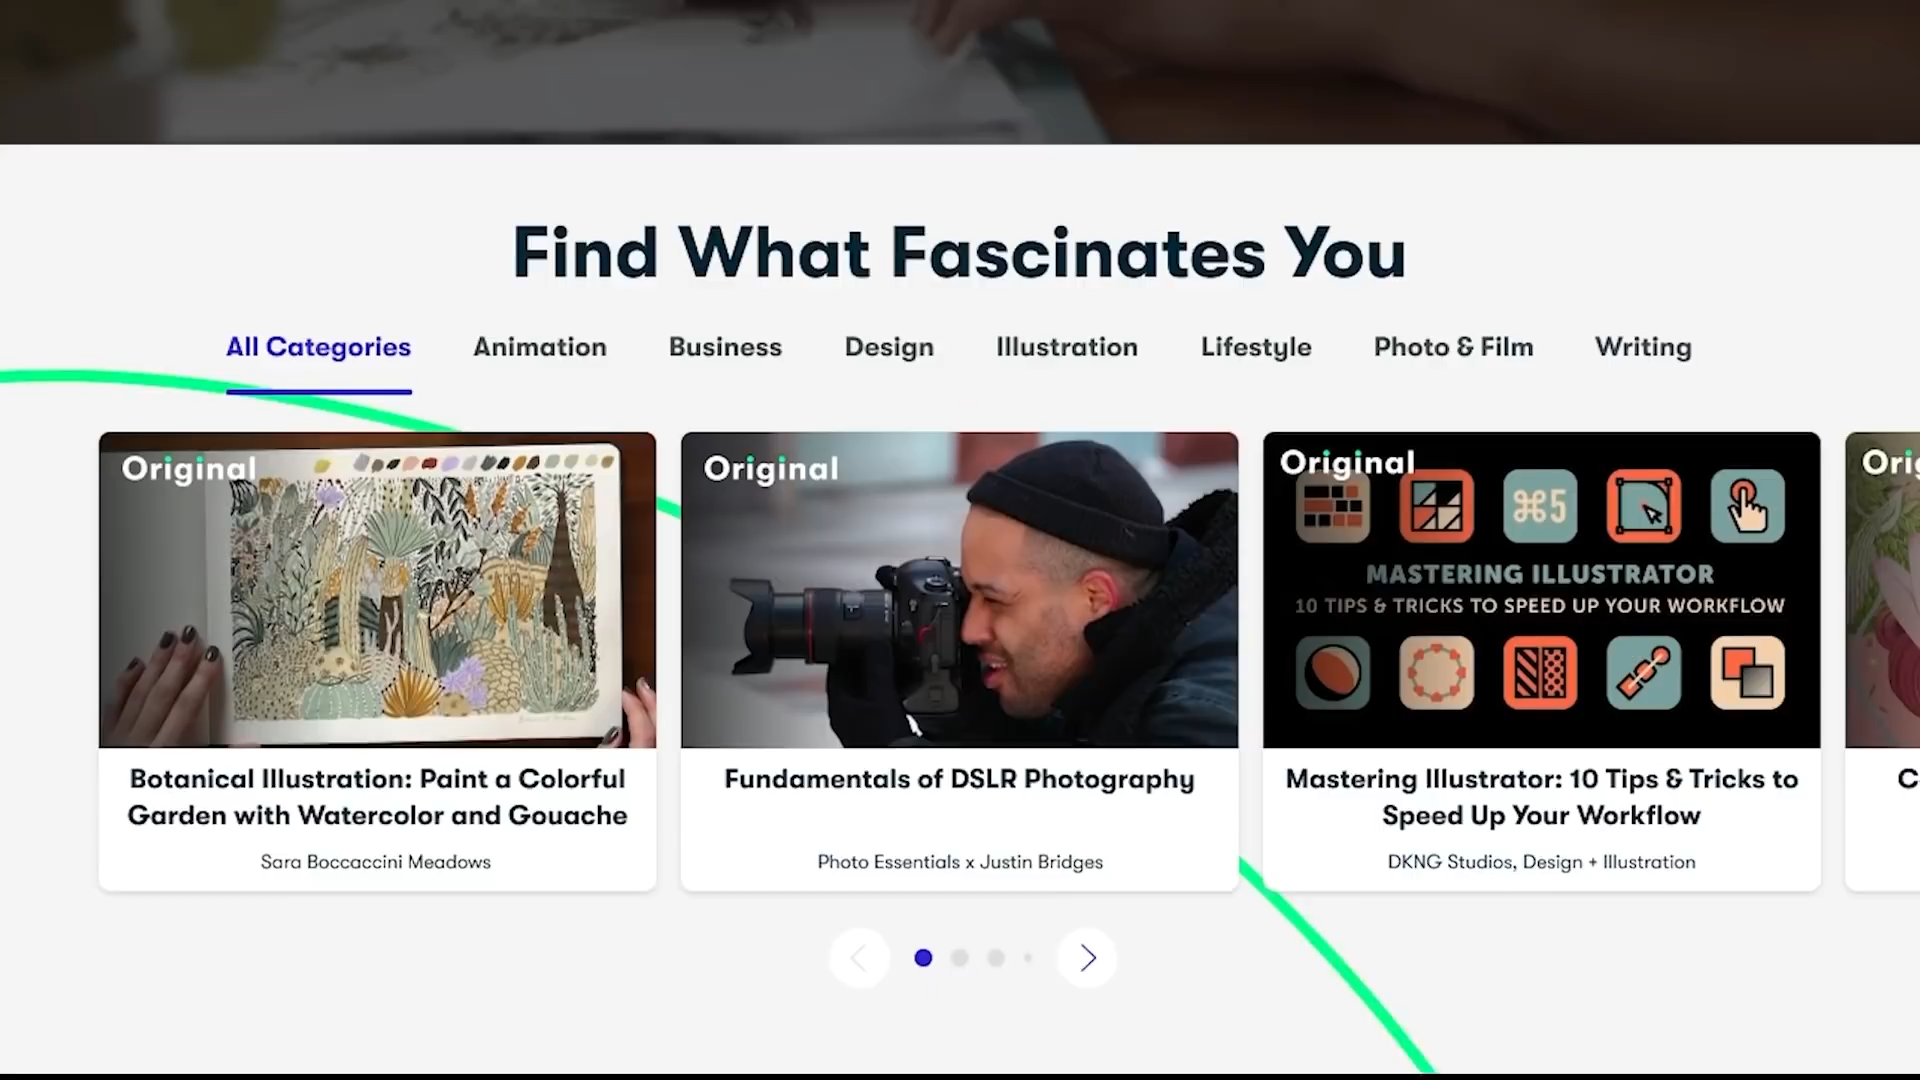 Find What Fascinates You
All Categories Animation Business Design Illustration Lifestyle Photo & Film Writing
Original
Botanical Illustration: Paint a Colorful
Garden with Watercolor and Gouache
Sara Boccaccini Meadows
Original
Fundamentals of DSLR Photography
Photo Essentials x Justin Bridges
Original
⌘5
MASTERING ILLUSTRATOR
10 TIPS & TRICKS TO SPEED UP YOUR WORKFLOW
Mastering Illustrator: 10 Tips & Tricks to
Speed Up Your Workflow
DKNG Studios, Design + Illustration
Orig
C